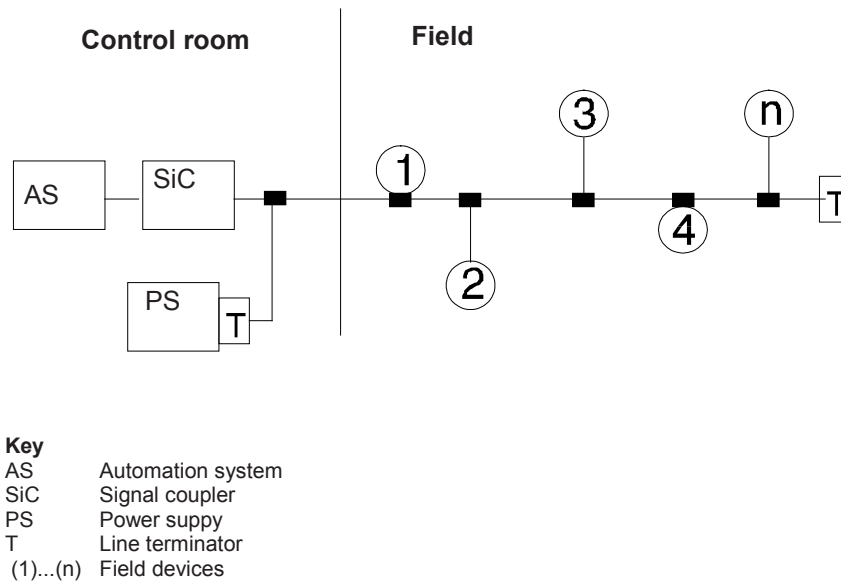 Control room
Field
3
n
1
AS
SiC
T
4
2
PS
T
Key
AS Automation system
SiC Signal coupler
PS Power suppy
T Line terminator
(1)...(n) Field devices